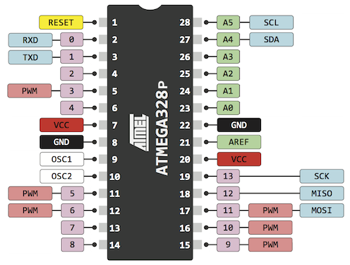 RESET 1 28 A5 SCL
RXD 0 2 27 A4 SDA
TXD 1 3 26 A3
2 4 25 A2
PWM 3 5 24 A1
4 6 23 A0
VCC 7 22 GND
GND 8 21 AREF
OSC1 9 20 VCC
OSC2 10 19 13 SCK
PWM 5 11 18 12 MISO
PWM 6 12 17 11 PWM MOSI
7 13 16 10 PWM
8 14 15 9 PWM
ATMEL
ATMEGA328P